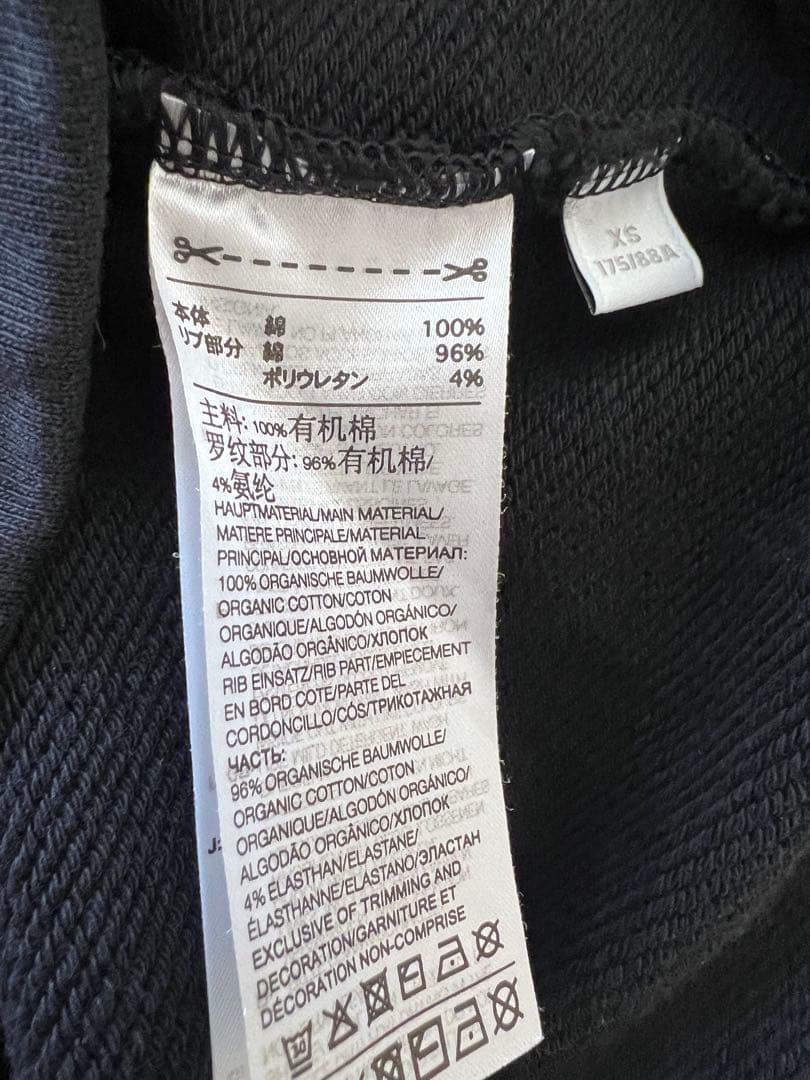 本体 綿 100%
リブ部分 綿 96%
ポリウレタン 4%
主料: 100%有机棉
罗纹部分: 96%有机棉/
4%氨纶
HAUPTMATERIAL/MAIN MATERIAL/
MATIERE PRINCIPALE/MATERIAL
PRINCIPAL/ОСНОВНОЙ МАТЕРИАЛ:
100% ORGANISCHE BAUMWOLLE/
ORGANIC COTTON/COTON
ORGANIQUE/ALGODÓN ORGÁNICO/
ALGODÃO ORGÂNICO/ХЛОПОК
RIB EINSATZ/RIB PART/EMPIECEMENT
EN BORD COTE/PARTE DEL
CORDONCILLO/CÓS/ТРИКОТАЖНАЯ
ЧАСТЬ:
96% ORGANISCHE BAUMWOLLE/
ORGANIC COTTON/COTON
ORGANIQUE/ALGODÓN ORGÁNICO/
ALGODÃO ORGÂNICO/ХЛОПОК
4% ELASTHAN/ELASTANE/
ÉLASTHANNE/ELASTANO/ЭЛАСТАН
EXCLUSIVE OF TRIMMING AND
DECORATION/GARNITURE ET
DÉCORATION NON-COMPRISE
XS
175/88A